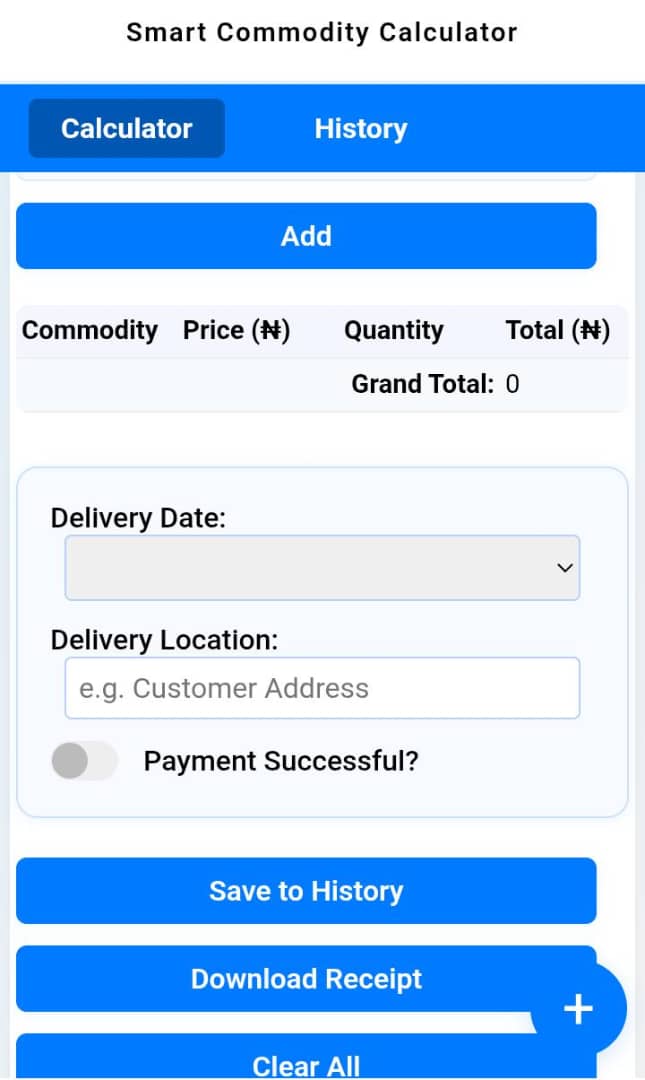 Smart Commodity Calculator
Calculator History
Add
Commodity Price (₦) Quantity Total (₦)
Grand Total: 0
Delivery Date:
Delivery Location:
e.g. Customer Address
Payment Successful?
Save to History
Download Receipt
+
Clear All